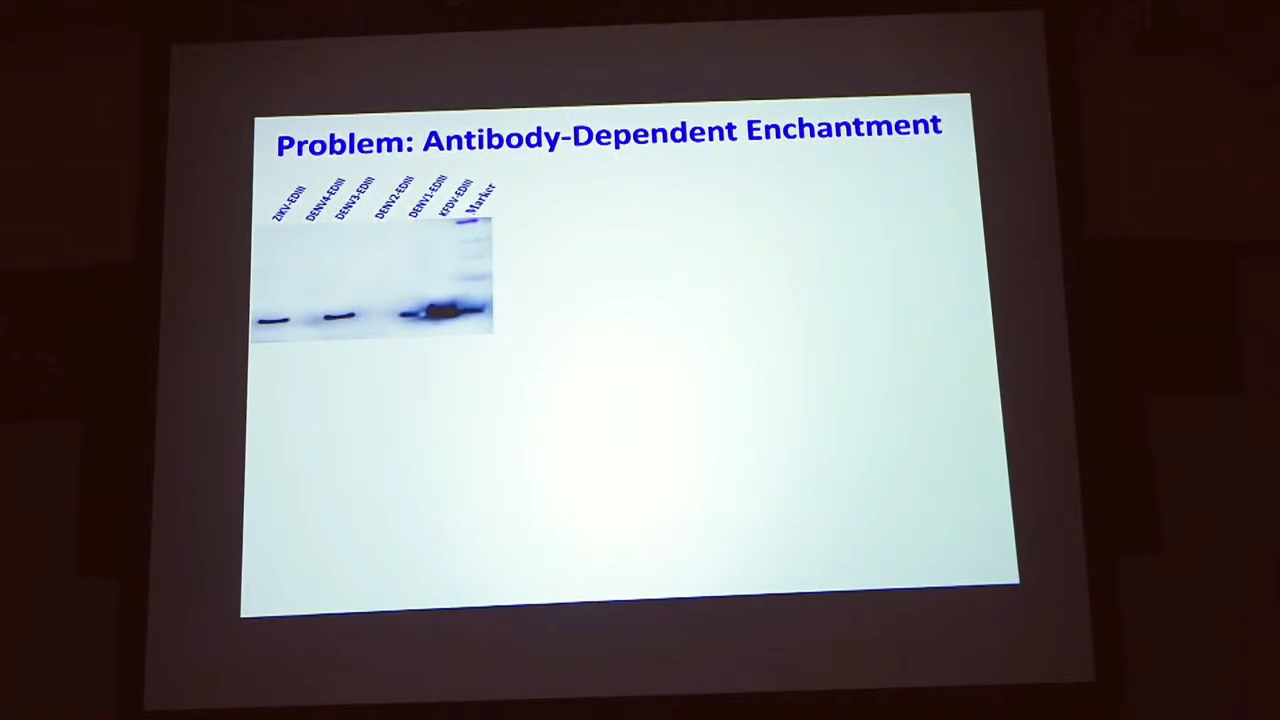 Problem: Antibody-Dependent Enchantment
ZIKV-EDIII
DENV4-EDIII
DENV3-EDIII
DENV2-EDIII
DENV1-EDIII
KFDV-EDIII
Marker